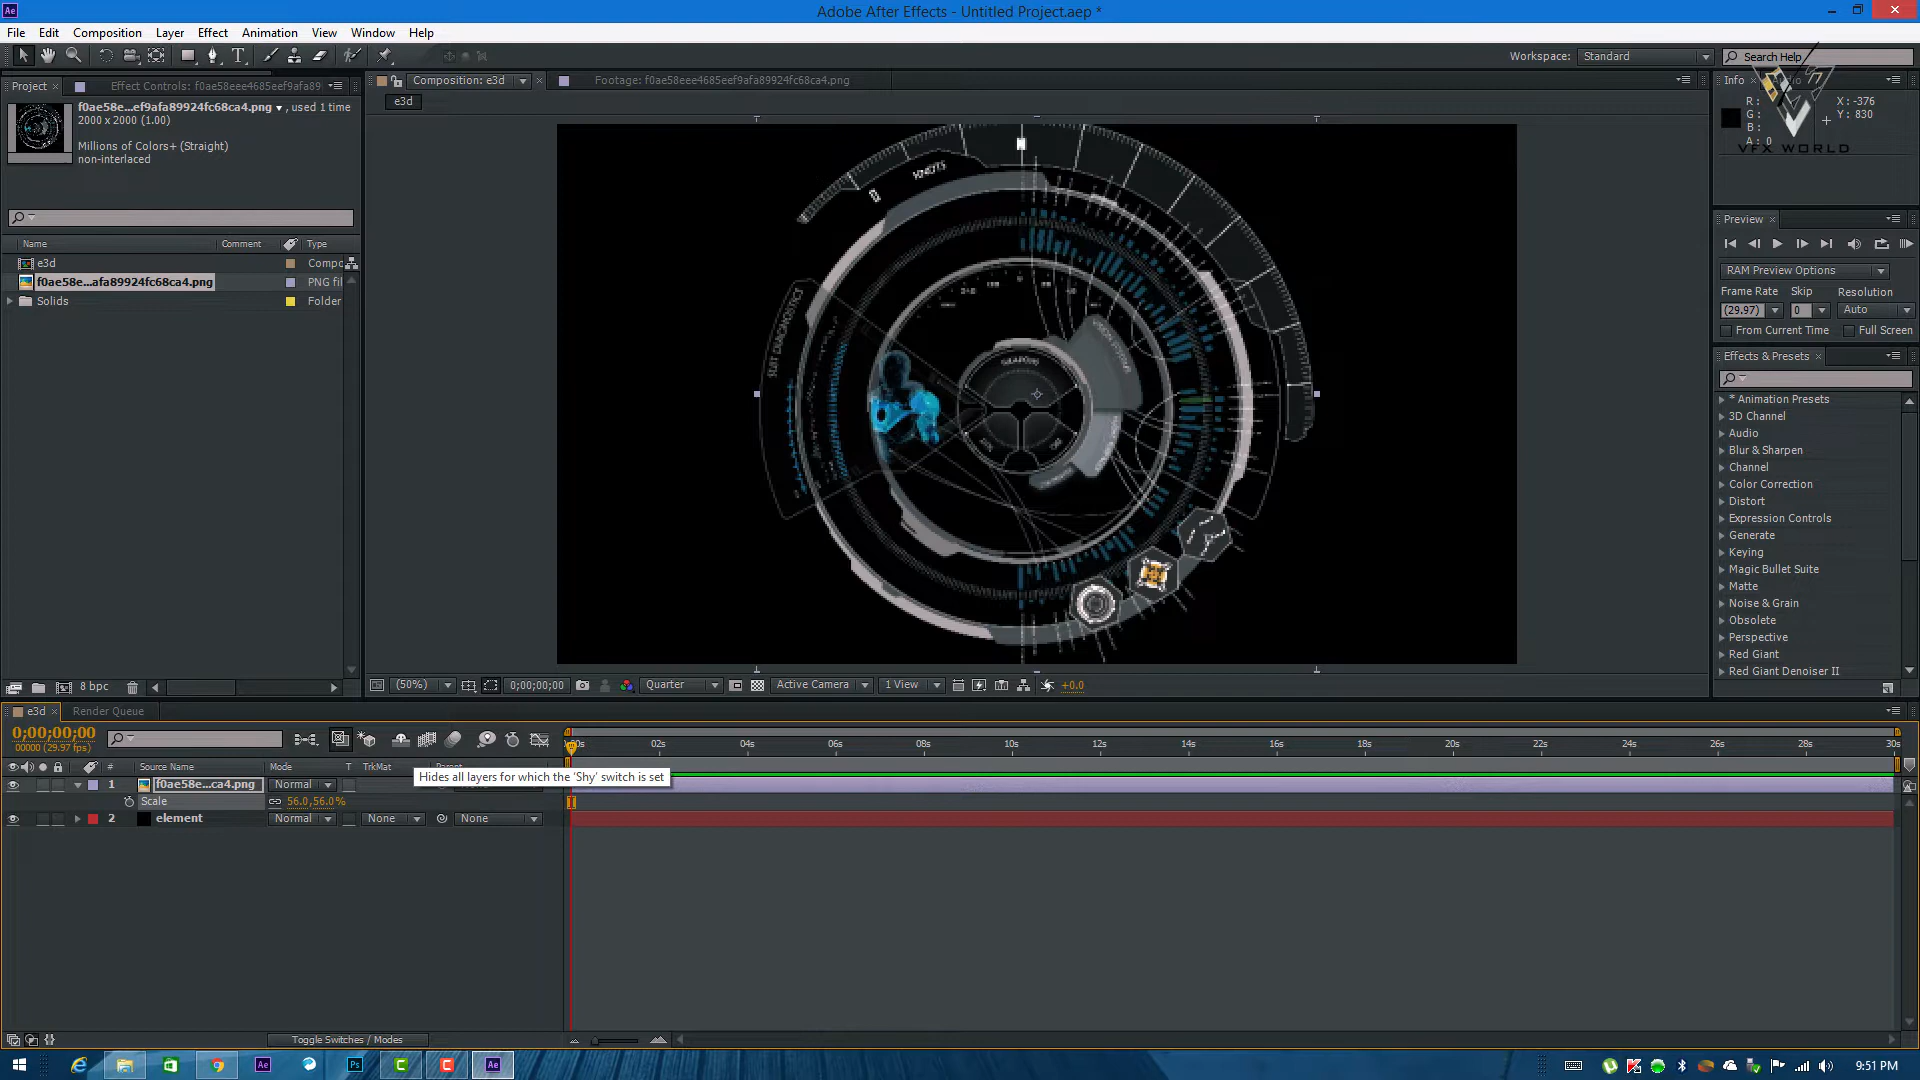 Adobe After Effects - Untitled Project.aep *
File Edit Composition Layer Effect Animation View Window Help
Workspace: Standard Search Help
Project Effect Controls: f0ae58eee4685eef9afa89
Composition: e3d Footage: f0ae58eee4685eef9afa89924fc68ca4.png
Info
e3d
f0ae58e...ef9afa89924fc68ca4.png , used 1 time
2000 x 2000 (1.00)
Millions of Colors+ (Straight)
non-interlaced
R: X: -376
G: Y: 830
B:
A: 0
VFX WORLD
Name Comment Type
e3d Compo
f0ae58e...afa89924fc68ca4.png PNG fil
Solids Folder
SUIT DIAGNOSTICS
WEAPONS
Preview
RAM Preview Options
Frame Rate Skip Resolution
(29.97) 0 Auto
From Current Time Full Screen
Effects & Presets
* Animation Presets
3D Channel
Audio
Blur & Sharpen
Channel
Color Correction
Distort
Expression Controls
Generate
Keying
Magic Bullet Suite
Matte
Noise & Grain
Obsolete
Perspective
Red Giant
Red Giant Denoiser II
8 bpc
(50%) 0;00;00;00 Quarter Active Camera 1 View +0.0
e3d Render Queue
0;00;00;00
00000 (29.97 fps)
00s 02s 04s 06s 08s 10s 12s 14s 16s 18s 20s 22s 24s 26s 28s 30s
# Source Name Mode T TrkMat Parent
Hides all layers for which the 'Shy' switch is set
1 f0ae58e...ca4.png Normal
Scale 56.0,56.0%
2 element Normal None None
Toggle Switches / Modes
9:51 PM